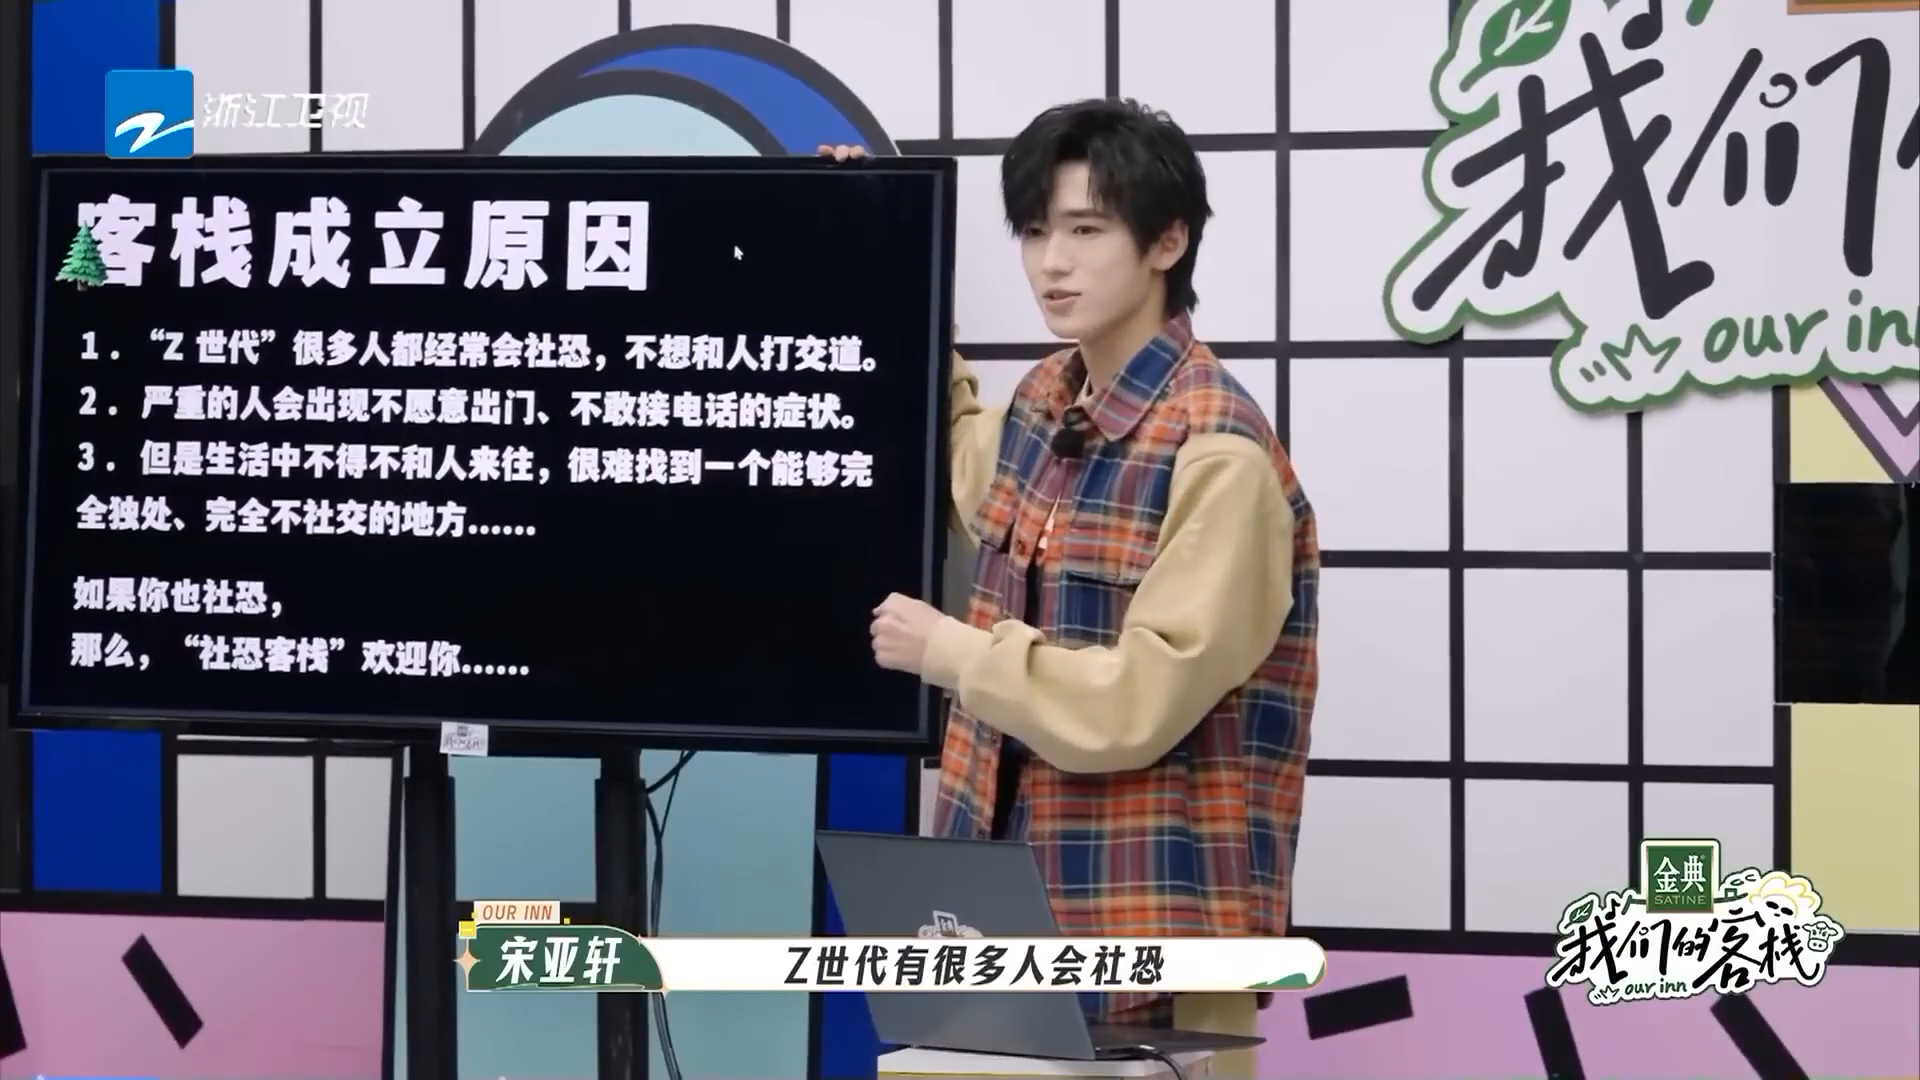 浙江卫视
客栈成立原因
1．“Z 世代”很多人都经常会社恐，不想和人打交道。
2．严重的人会出现不愿意出门、不敢接电话的症状。
3．但是生活中不得不和人来往，很难找到一个能够完
全独处、完全不社交的地方……
如果你也社恐，
那么，“社恐客栈”欢迎你……
我们
our in
OUR INN
宋亚轩
Z世代有很多人会社恐
金典
SATINE
我们的客栈
our inn